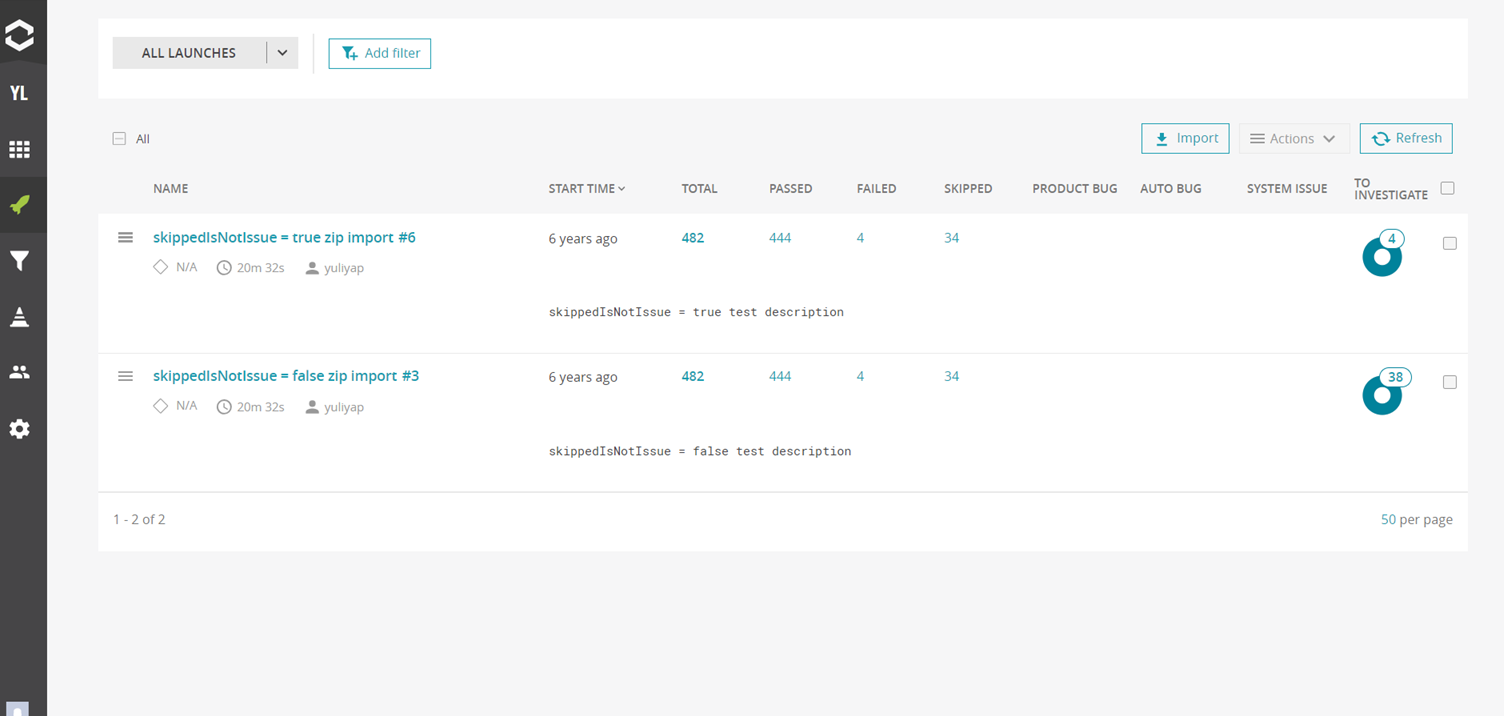 ALL LAUNCHES
Add filter
YL
All
Import
Actions
Refresh
NAME START TIME TOTAL PASSED FAILED SKIPPED PRODUCT BUG AUTO BUG SYSTEM ISSUE TO INVESTIGATE
skippedIsNotIssue = true zip import #6 6 years ago 482 444 4 34 4
N/A 20m 32s yuliyap
skippedIsNotIssue = true test description
skippedIsNotIssue = false zip import #3 6 years ago 482 444 4 34 38
N/A 20m 32s yuliyap
skippedIsNotIssue = false test description
1 - 2 of 2 50 per page